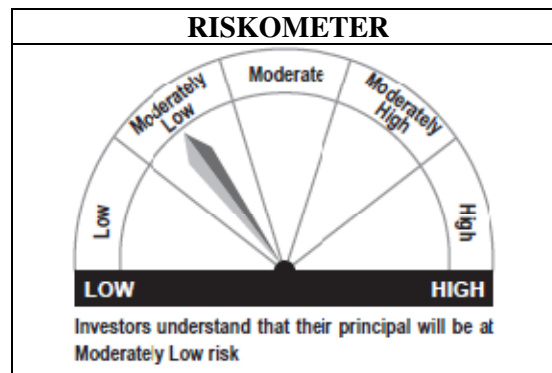 RISKOMETER
Moderate
Moderately
Low
Moderately
High
Low
High
LOW HIGH
Investors understand that their principal will be at
Moderately Low risk